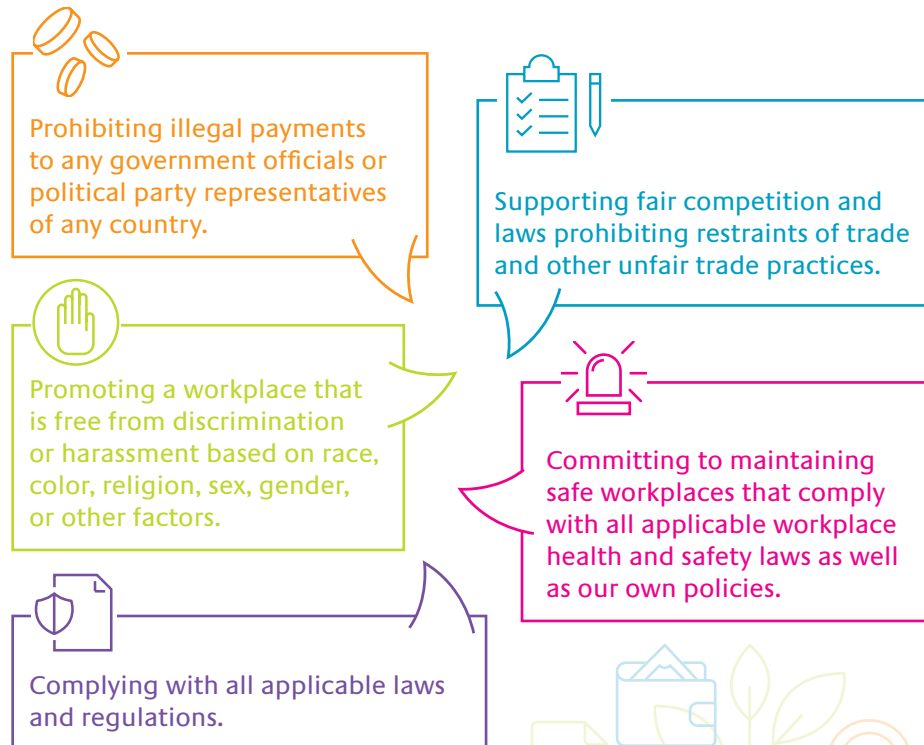 Prohibiting illegal payments
to any government officials or
political party representatives
of any country.
Supporting fair competition and
laws prohibiting restraints of trade
and other unfair trade practices.
Promoting a workplace that
is free from discrimination
or harassment based on race,
color, religion, sex, gender,
or other factors.
Committing to maintaining
safe workplaces that comply
with all applicable workplace
health and safety laws as well
as our own policies.
Complying with all applicable laws
and regulations.